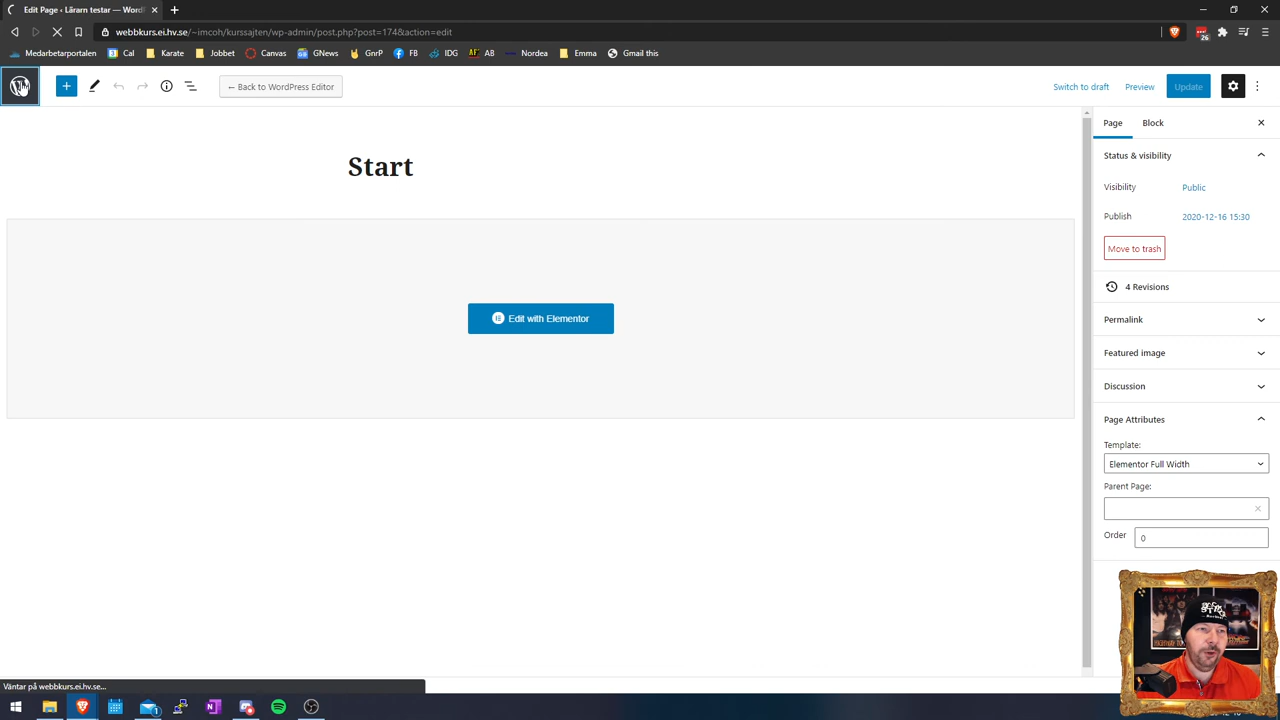 Edit Page ‹ Lärarn testar — WordF
webbkurs.ei.hv.se/~imcoh/kurssajten/wp-admin/post.php?post=174&action=edit
25
Medarbetarportalen Cal Karate Jobbet Canvas GNews GnrP FB IDG AF AB Nordea Emma Gmail this
← Back to WordPress Editor Switch to draft Preview Update
Page Block
Start
Status & visibility
Visibility Public
Publish 2020-12-16 15:30
Move to trash
4 Revisions
Edit with Elementor
Permalink
Featured image
Discussion
Page Attributes
Template:
Elementor Full Width
Parent Page:
Order 0
Väntar på webbkurs.ei.hv.se...